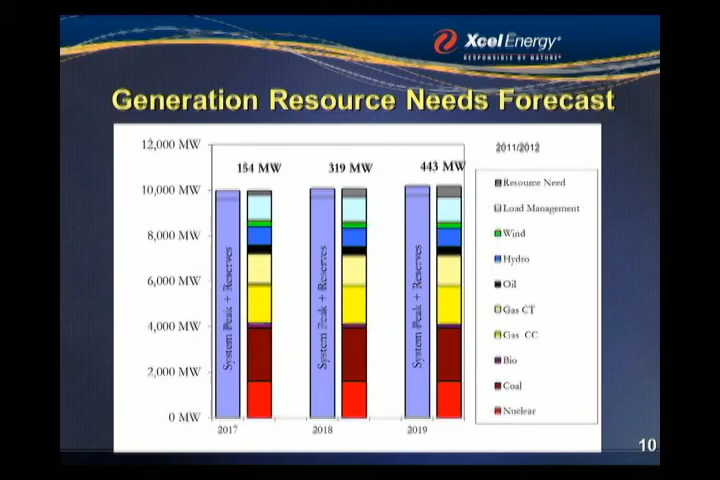 Xcel Energy®
RESPONSIBLE BY NATURE®
Generation Resource Needs Forecast
2011/2012
12,000 MW
154 MW
319 MW
443 MW
10,000 MW
8,000 MW
6,000 MW
4,000 MW
2,000 MW
0 MW
System Peak + Reserves
System Peak + Reserves
System Peak + Reserves
2017
2018
2019
Resource Need
Load Management
Wind
Hydro
Oil
Gas CT
Gas CC
Bio
Coal
Nuclear
10